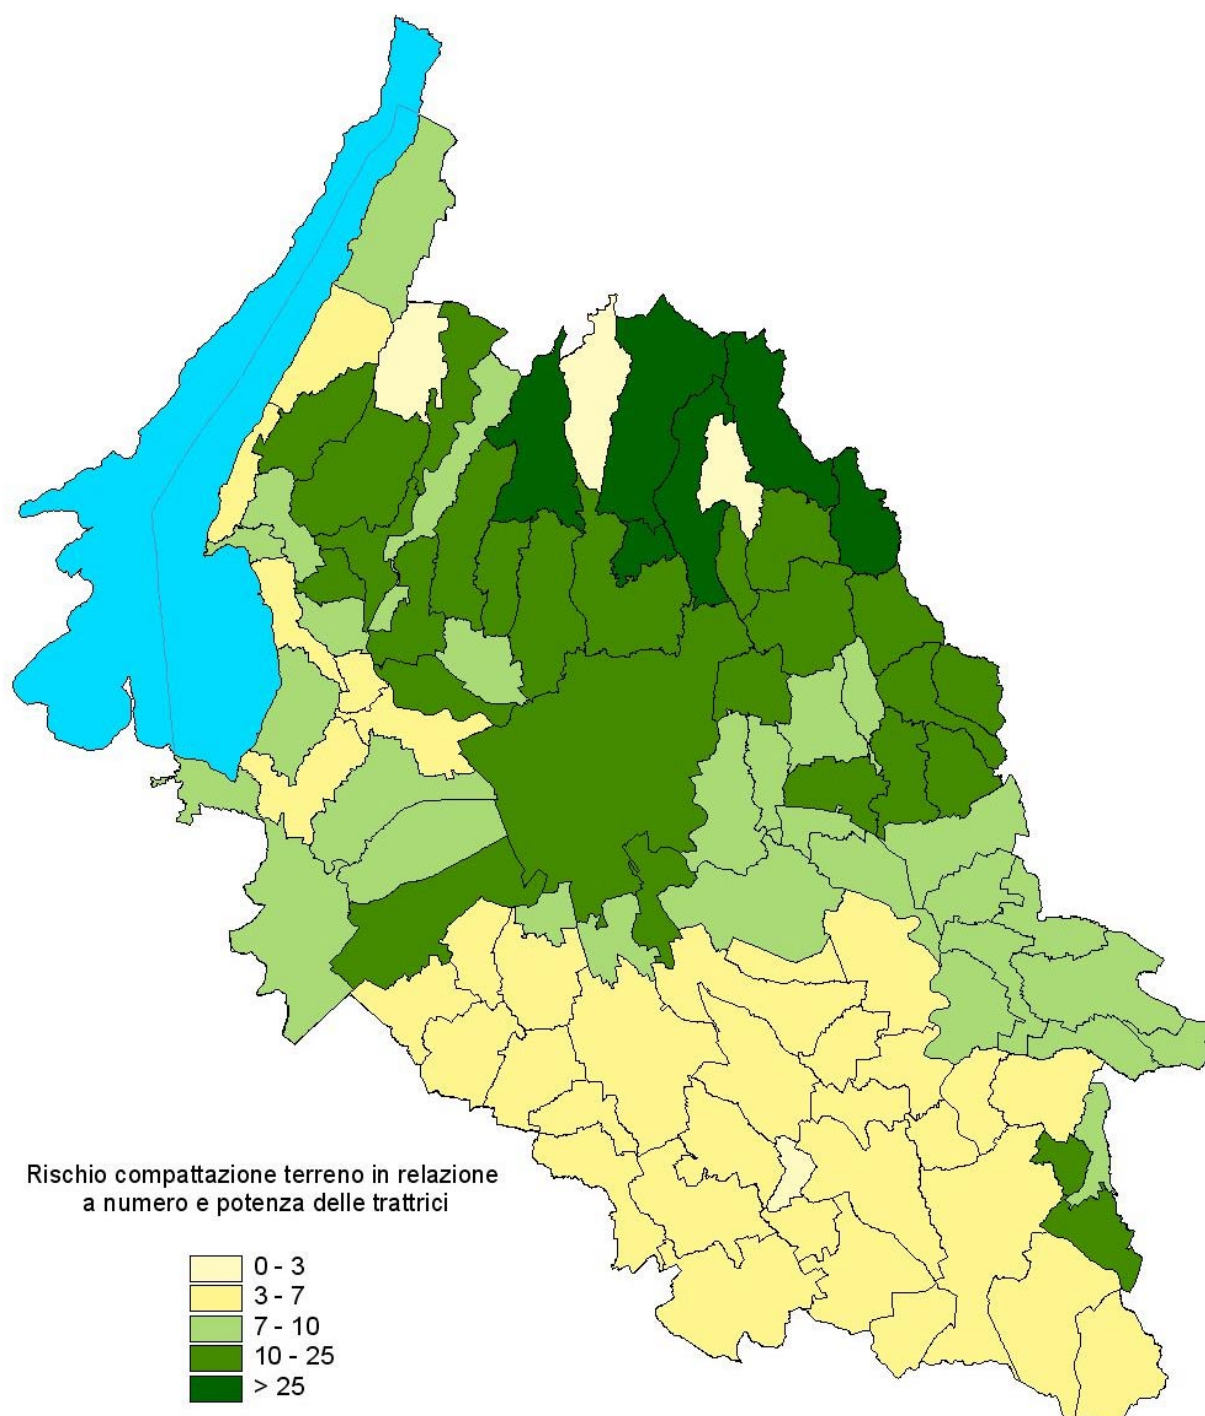 Rischio compattazione terreno in relazione
a numero e potenza delle trattrici
0 - 3
3 - 7
7 - 10
10 - 25
> 25